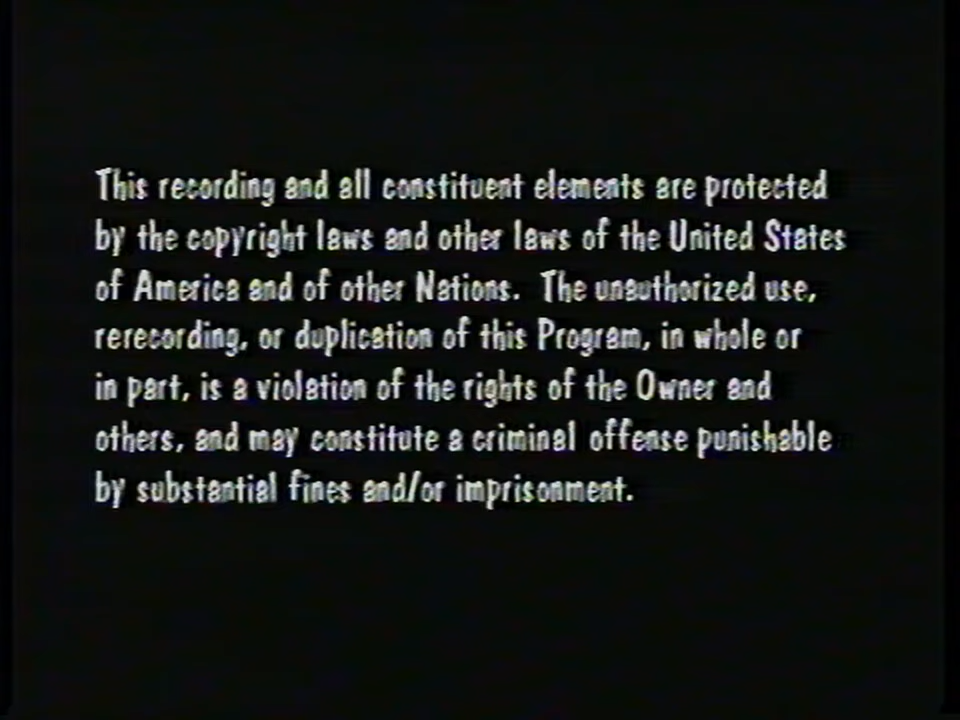 This recording and all constituent elements are protected
by the copyright laws and other laws of the United States
of America and of other Nations.  The unauthorized use,
rerecording, or duplication of this Program, in whole or
in part, is a violation of the rights of the Owner and
others, and may constitute a criminal offense punishable
by substantial fines and/or imprisonment.